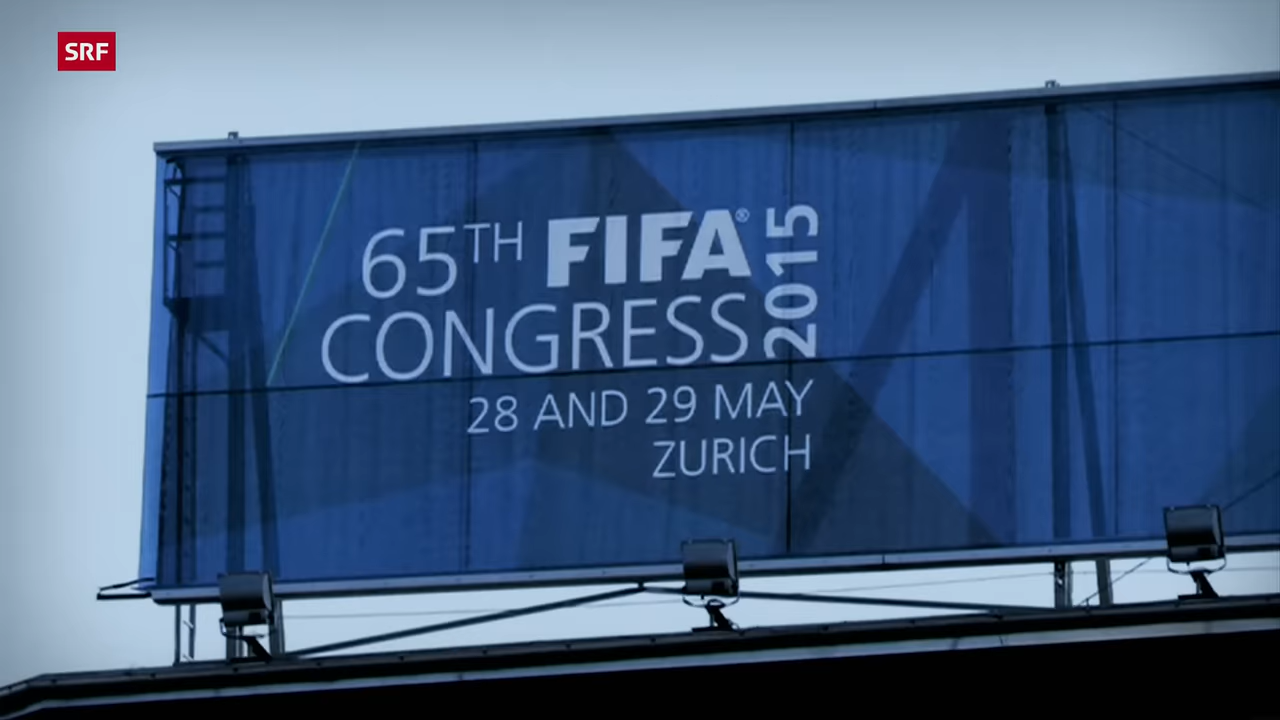 SRF
65TH FIFA®
CONGRESS
2015
28 AND 29 MAY
ZURICH